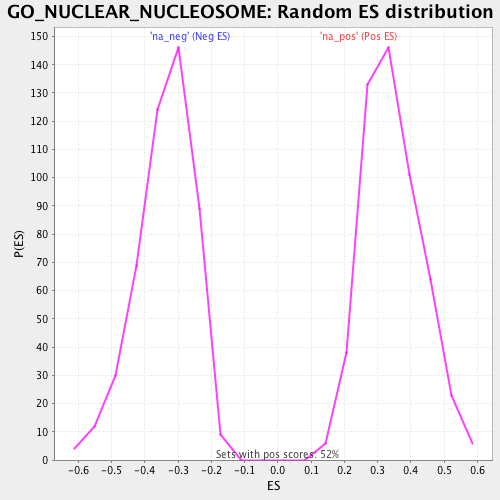 GO_NUCLEAR_NUCLEOSOME: Random ES distribution
'na_neg' (Neg ES) 'na_pos' (Pos ES)
150
140
130
120
110
100
90
80
70
60
50
40
30
20
10
0
P(ES)
Sets with pos scores: 52%
-0.6 -0.5 -0.4 -0.3 -0.2 -0.1 0.0 0.1 0.2 0.3 0.4 0.5 0.6
ES